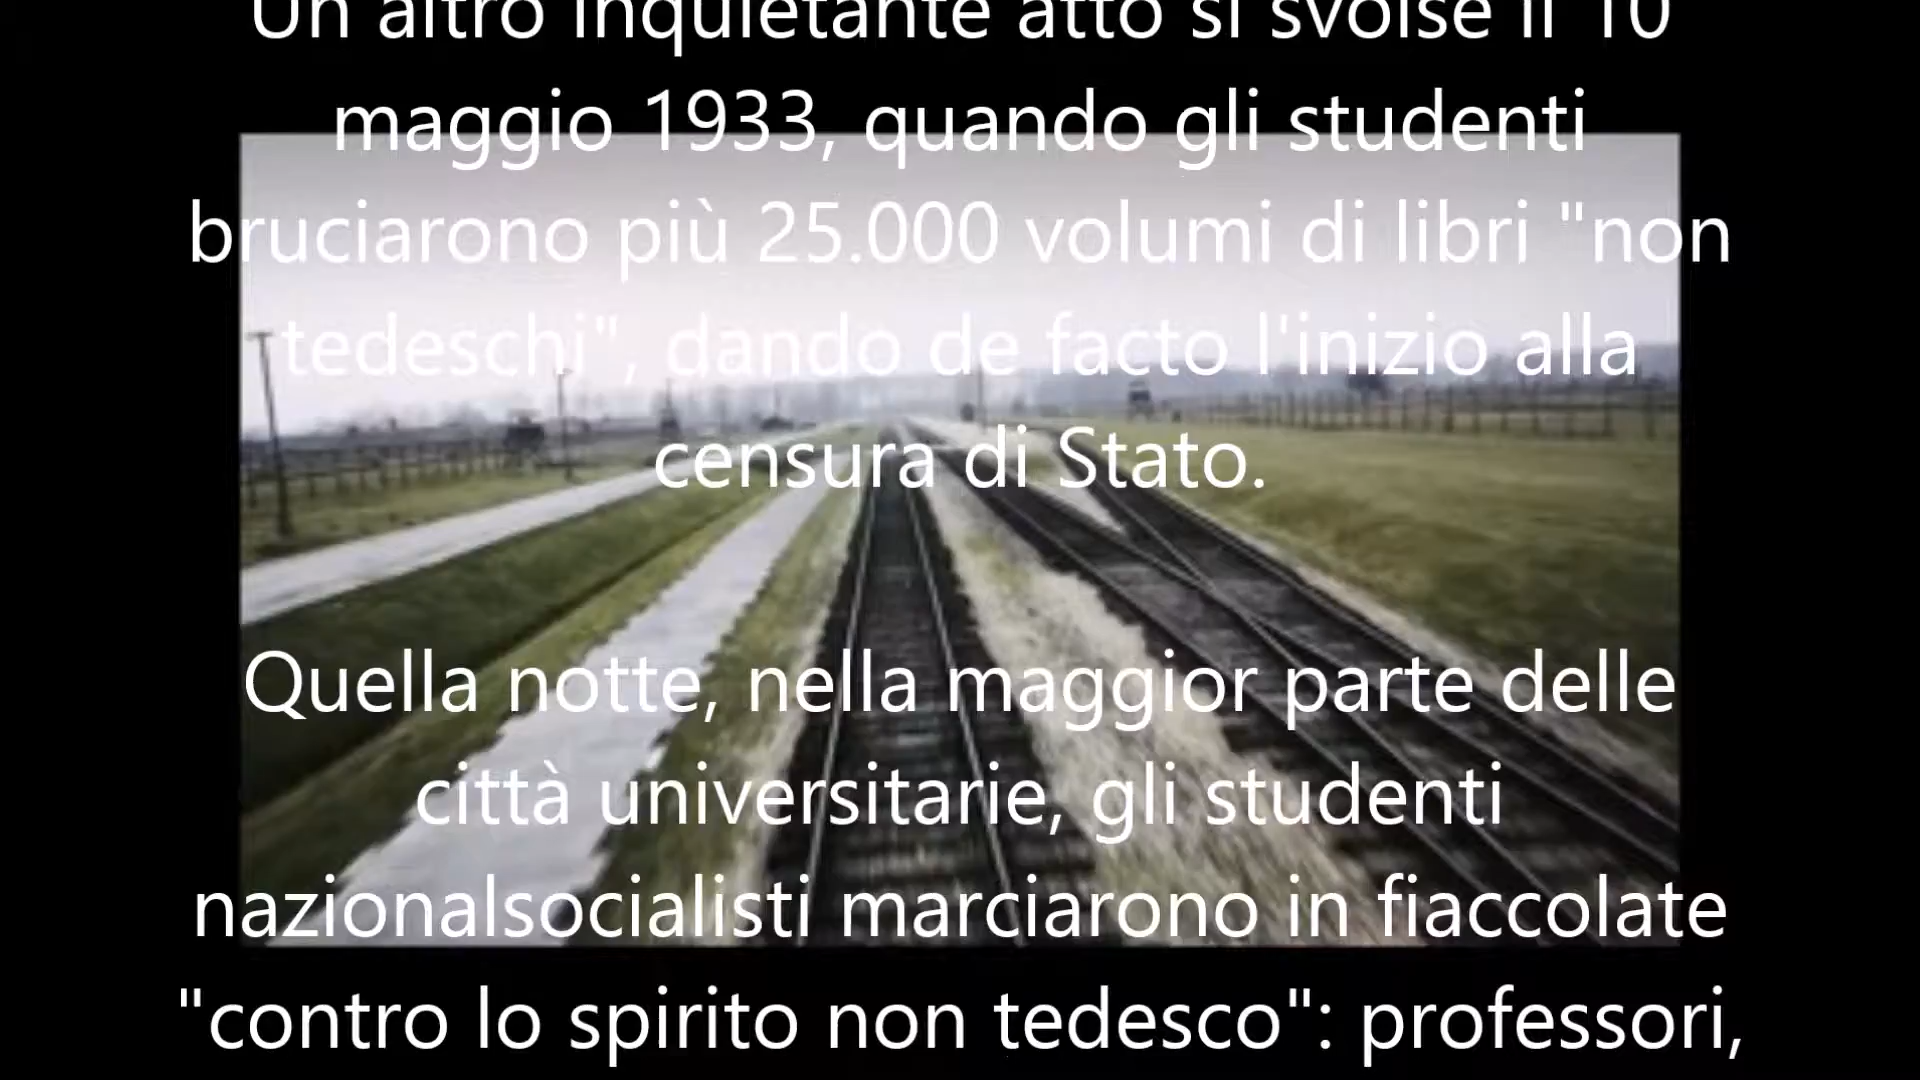 Un altro inquietante atto si svolse il 10
maggio 1933, quando gli studenti
bruciarono più 25.000 volumi di libri "non
tedeschi", dando de facto l'inizio alla
censura di Stato.
Quella notte, nella maggior parte delle
città universitarie, gli studenti
nazionalsocialisti marciarono in fiaccolate
"contro lo spirito non tedesco": professori,